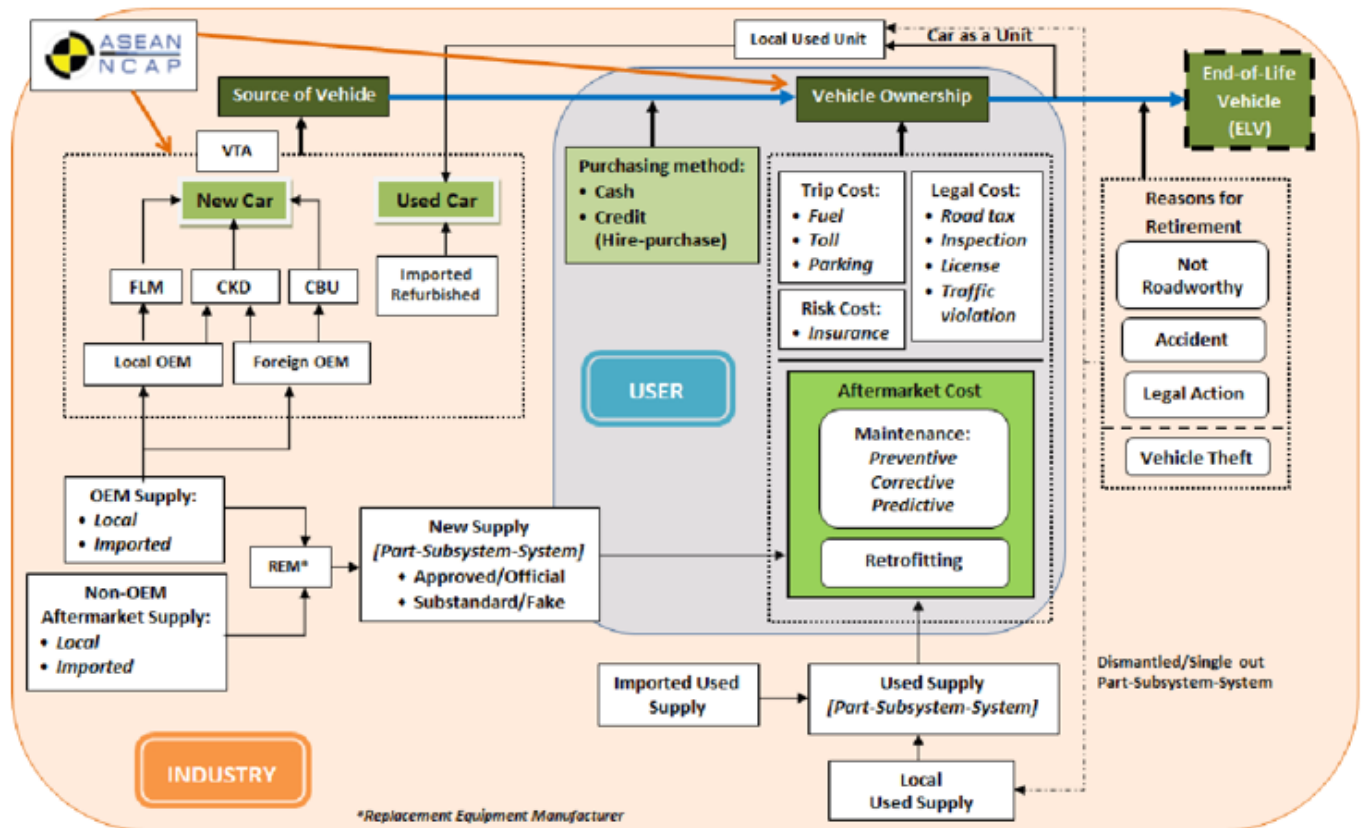 ASEAN
NCAP
Local Used Unit
Car as a Unit
Source of Vehide
Vehicle Ownership
End-of-Life
Vehicle
(ELV)
VTA
New Car
Used Car
Purchasing method:
• Cash
• Credit
(Hire-purchase)
Trip Cost:
• Fuel
• Toll
• Parking
Legal Cost:
• Road tax
• Inspection
• License
• Traffic
violation
Risk Cost:
• Insurance
Reasons for
Retirement
Not
Roadworthy
Accident
Legal Action
Vehicle Theft
FLM
CKD
CBU
Imported
Refurbished
Local OEM
Foreign OEM
USER
Aftermarket Cost
Maintenance:
Preventive
Corrective
Predictive
Retrofitting
OEM Supply:
• Local
• Imported
REM*
New Supply
[Part-Subsystem-System]
• Approved/Official
• Substandard/Fake
Non-OEM
Aftermarket Supply:
• Local
• Imported
Dismantled/Single out
Part-Subsystem-System
Imported Used
Supply
Used Supply
[Part-Subsystem-System]
Local
Used Supply
INDUSTRY
*Replacement Equipment Manufacturer